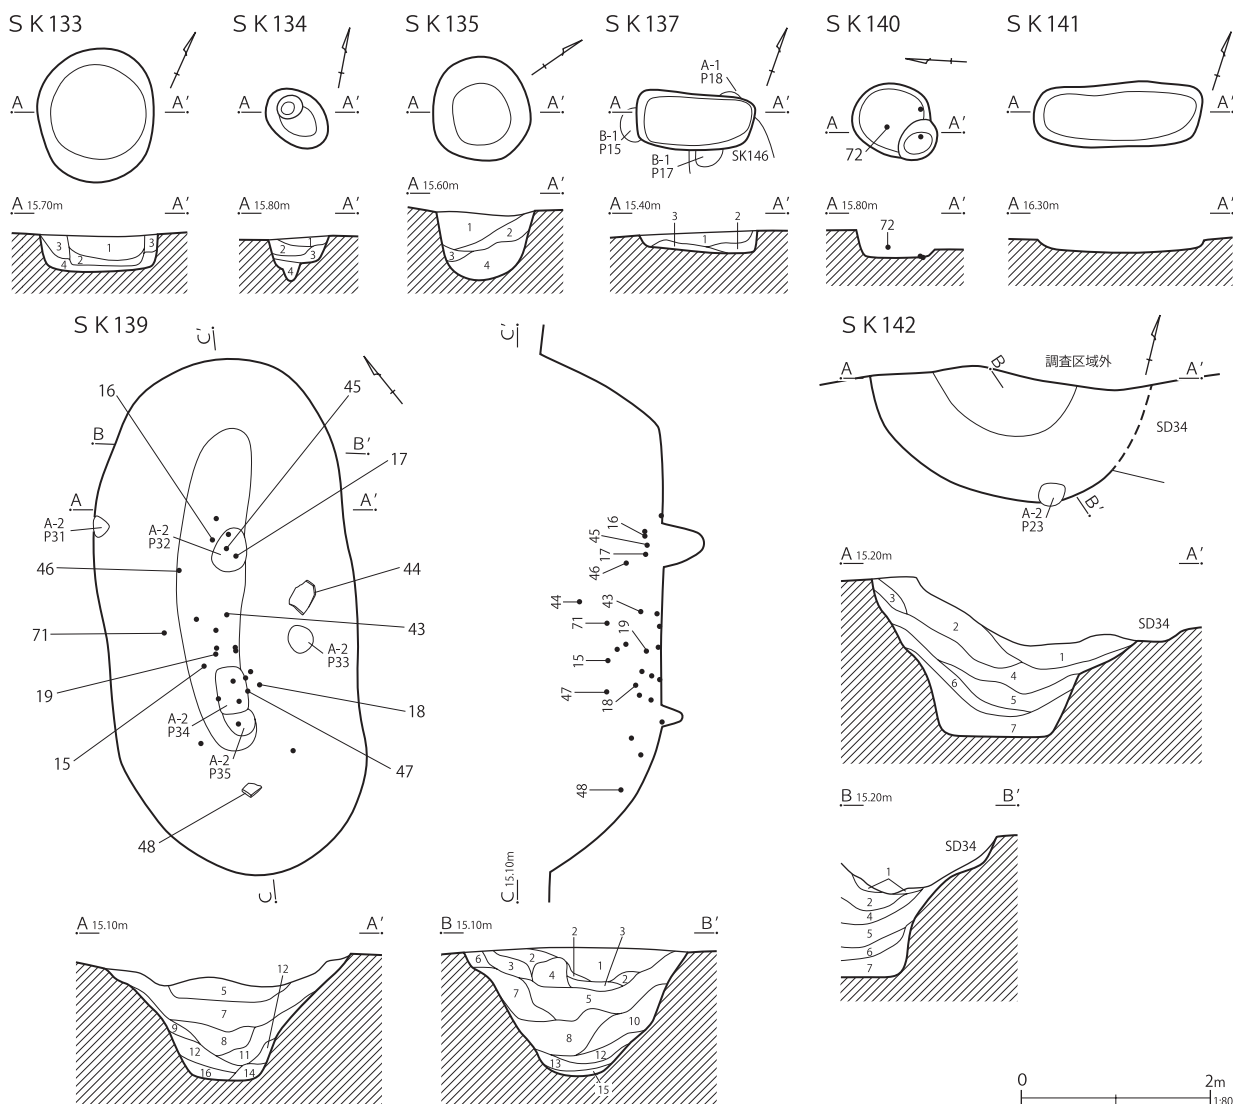 SK133
A A'
A 15.70m A'
3 1 3
4 2
SK134
A A'
A 15.80m A'
1
2 3
4
SK135
A A'
A 15.60m A'
1 2
3 4
SK137
A-1
P18
A A'
B-1
P15
B-1
P17
SK146
A 15.40m A'
3 2
1
SK140
A A'
72
A 15.80m A'
72
SK141
A A'
A 16.30m A'
SK139
C'
16 45
B B'
17
A A'
A-2
P31
A-2
P32
46 44
71 43
A-2
P33
19 18
A-2
P34
15
A-2
P35
47
48
C
C'
16
45
17
46
44 43
71 19
15
47 18
48
C 15.10m
A 15.10m A'
12
5
7
9
8
12 11
16 14
B 15.10m B'
2 3
6 3 2 4 1 2
7 5
8 10
13 12
15
SK142
A B 調査区域外 A'
SD34
A-2
P23
B'
A 15.20m A'
3
2
SD34
1
4
6 5
7
B 15.20m B'
SD34
1
2
4
5
6
7
0 2m
1:80